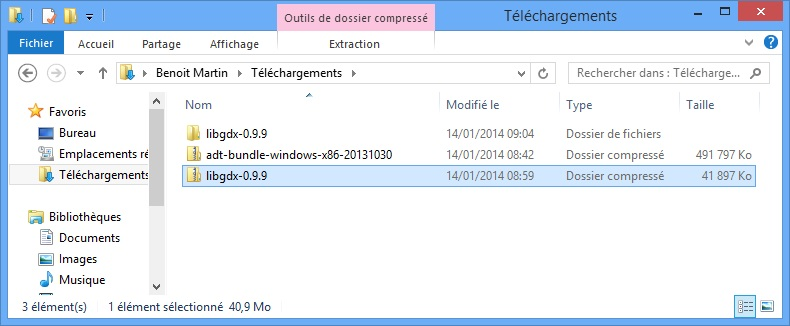 Outils de dossier compressé
Téléchargements
Fichier Accueil Partage Affichage Extraction
Benoit Martin Téléchargements
Rechercher dans : Télécharge...
Nom Modifié le Type Taille
Favoris
Bureau
Emplacements ré
Téléchargements
Bibliothèques
Documents
Images
Musique
libgdx-0.9.9 14/01/2014 09:04 Dossier de fichiers
adt-bundle-windows-x86-20131030 14/01/2014 08:42 Dossier compressé 491 797 Ko
libgdx-0.9.9 14/01/2014 08:59 Dossier compressé 41 897 Ko
3 élément(s) 1 élément sélectionné 40,9 Mo